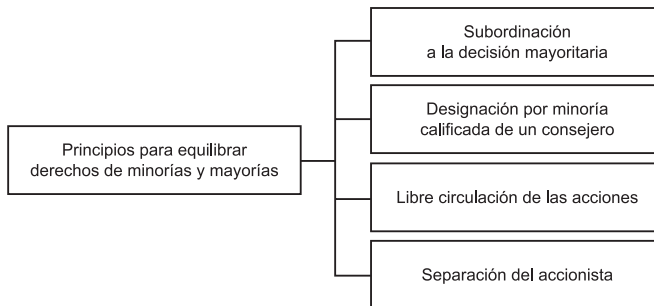 Principios para equilibrar
derechos de minorías y mayorías
Subordinación
a la decisión mayoritaria
Designación por minoría
calificada de un consejero
Libre circulación de las acciones
Separación del accionista